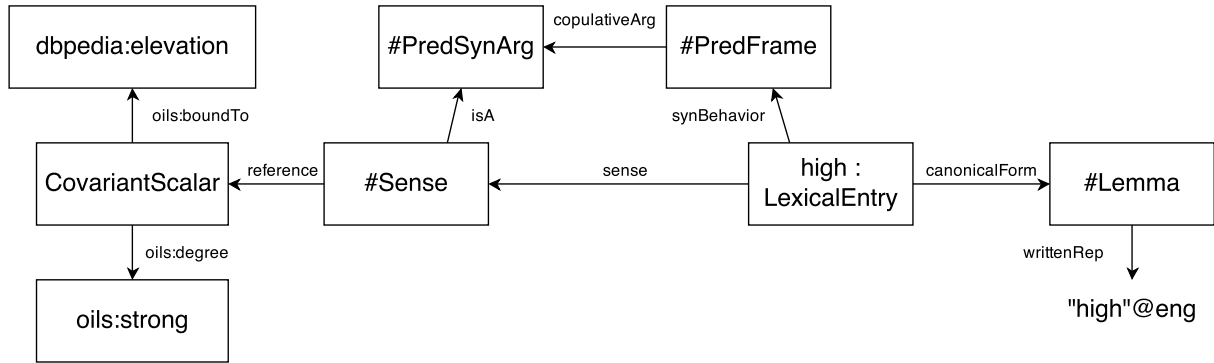 dbpedia:elevation
#PredSynArg
copulativeArg
#PredFrame
oils:boundTo
isA
synBehavior
CovariantScalar
reference
#Sense
sense
high :
LexicalEntry
canonicalForm
#Lemma
oils:degree
writtenRep
oils:strong
"high"@eng